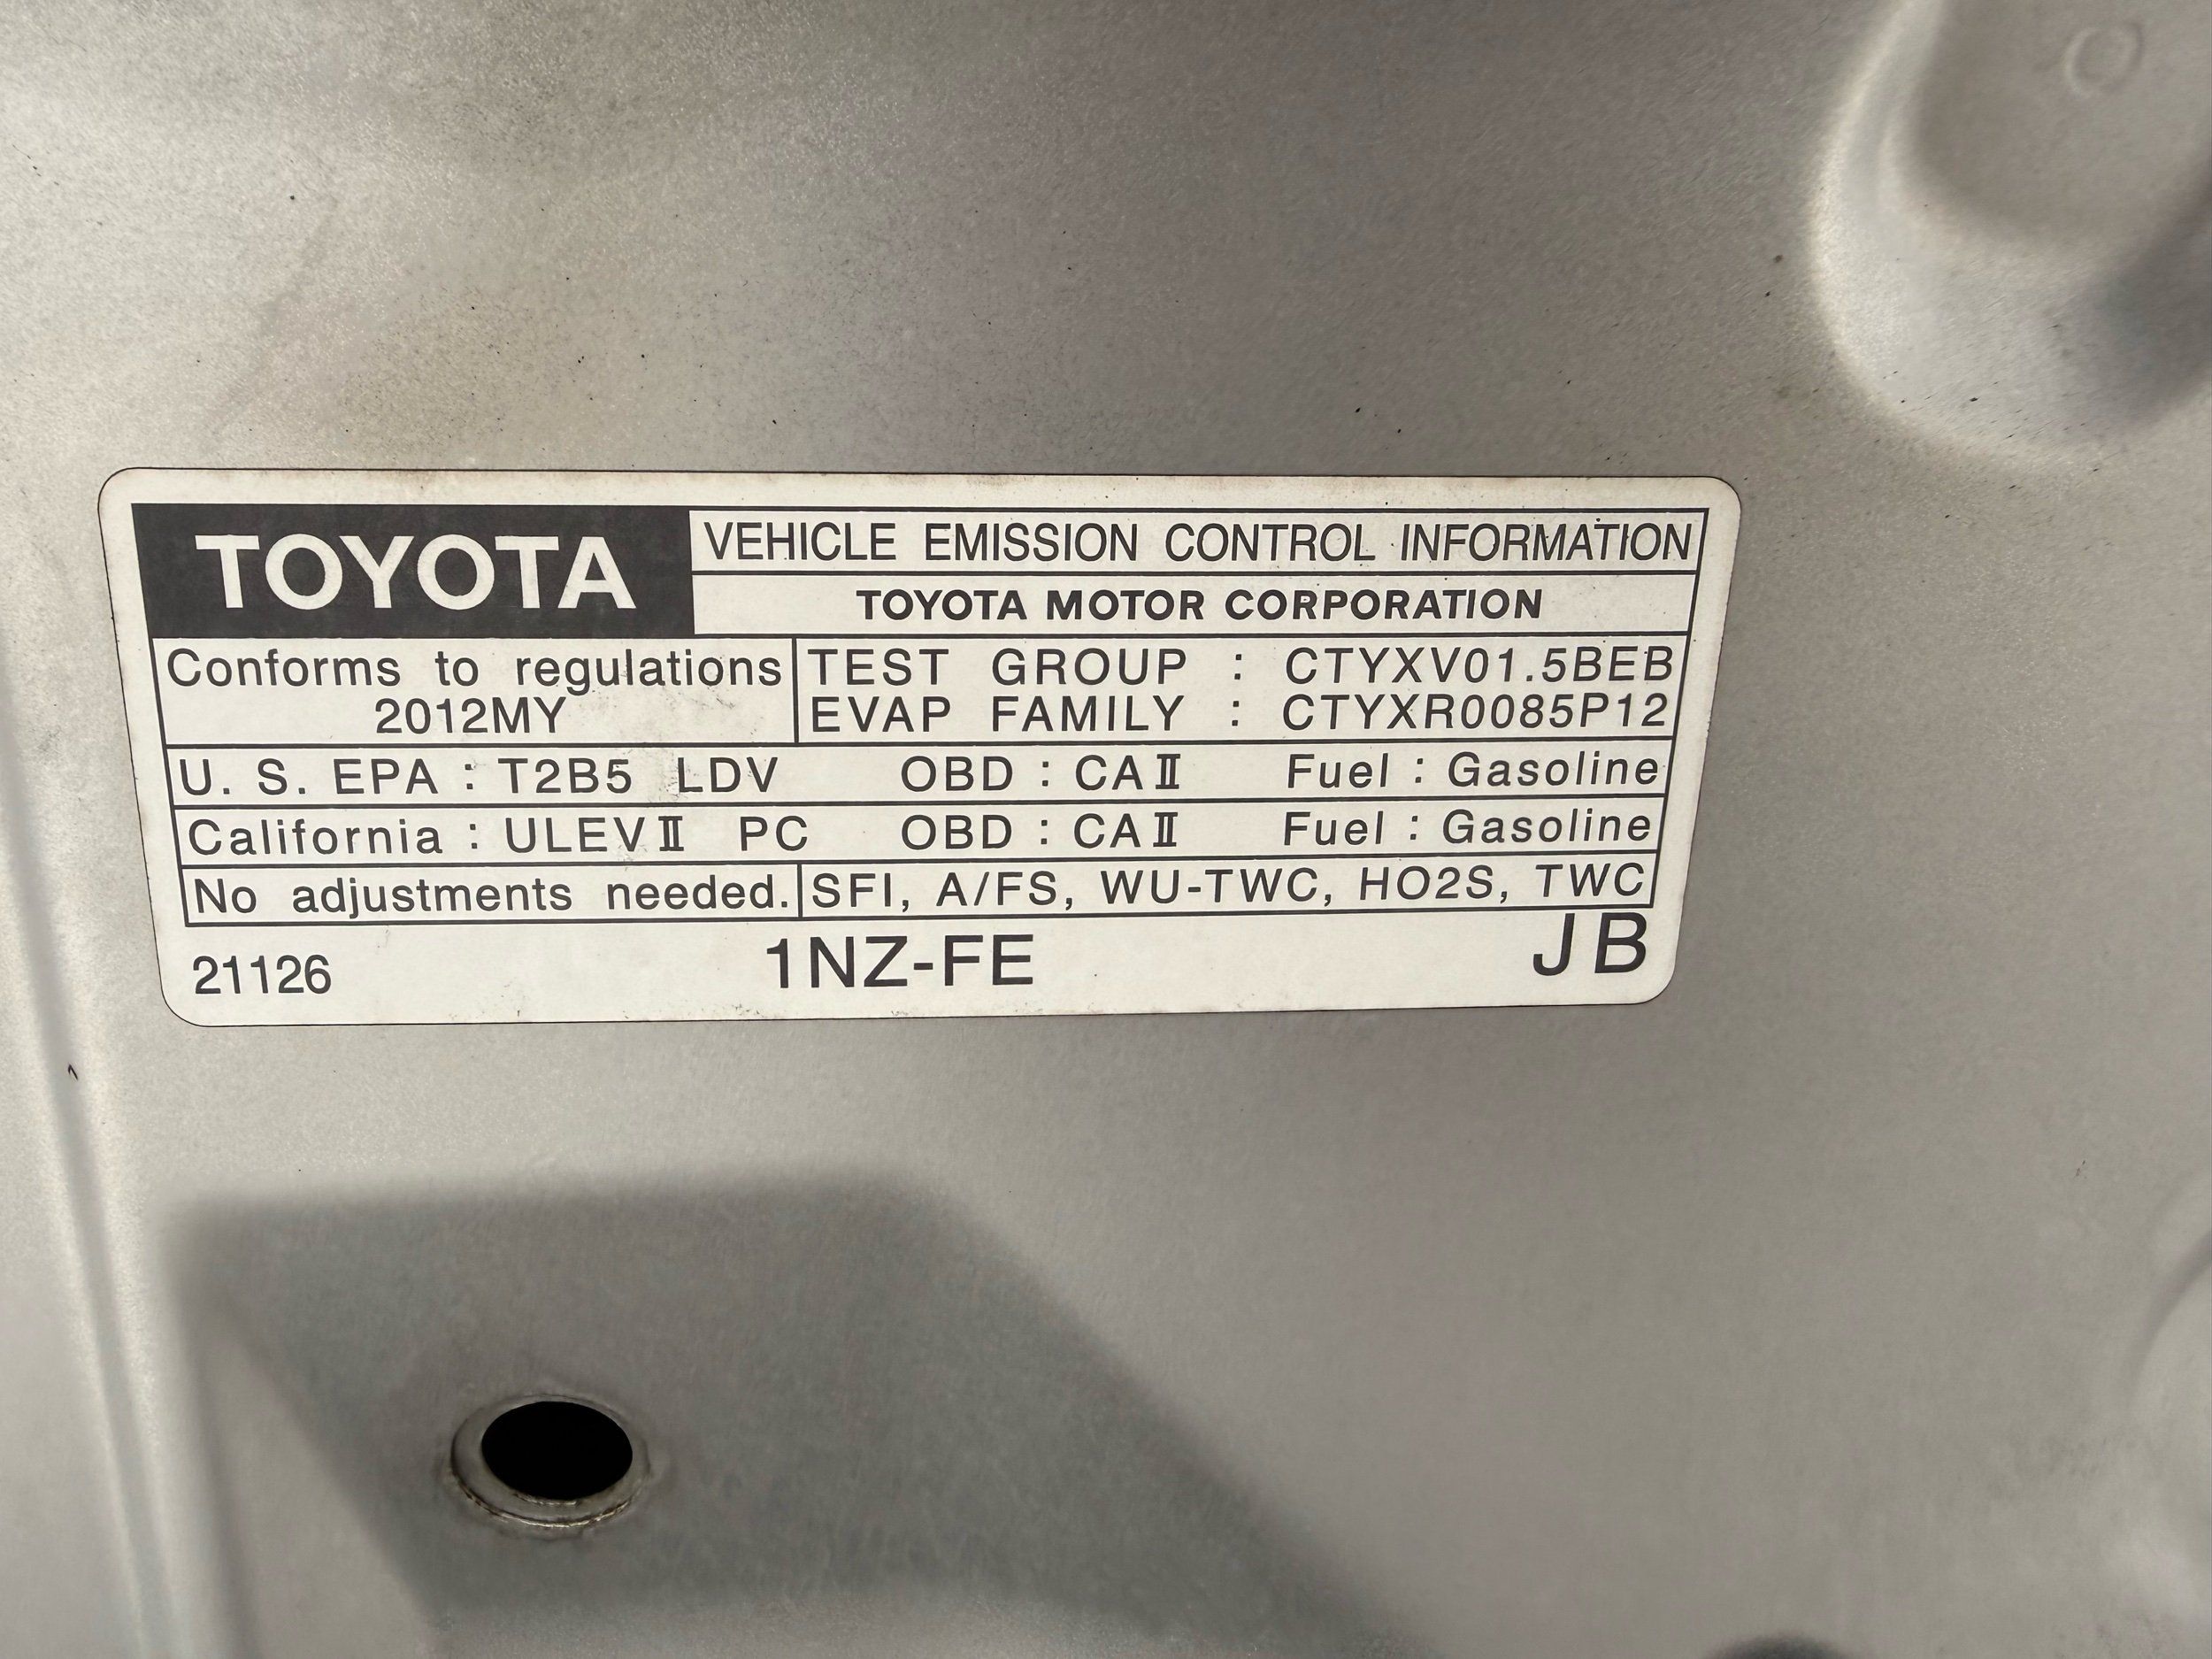 TOYOTA
VEHICLE EMISSION CONTROL INFORMATION
TOYOTA MOTOR CORPORATION
Conforms to regulations
2012MY
TEST GROUP : CTYXV01.5BEB
EVAP FAMILY : CTYXR0085P12
U. S. EPA : T2B5 LDV OBD : CAⅡ Fuel : Gasoline
California : ULEVⅡ PC OBD : CAⅡ Fuel : Gasoline
No adjustments needed. SFI, A/FS, WU-TWC, HO2S, TWC
21126 1NZ-FE JB